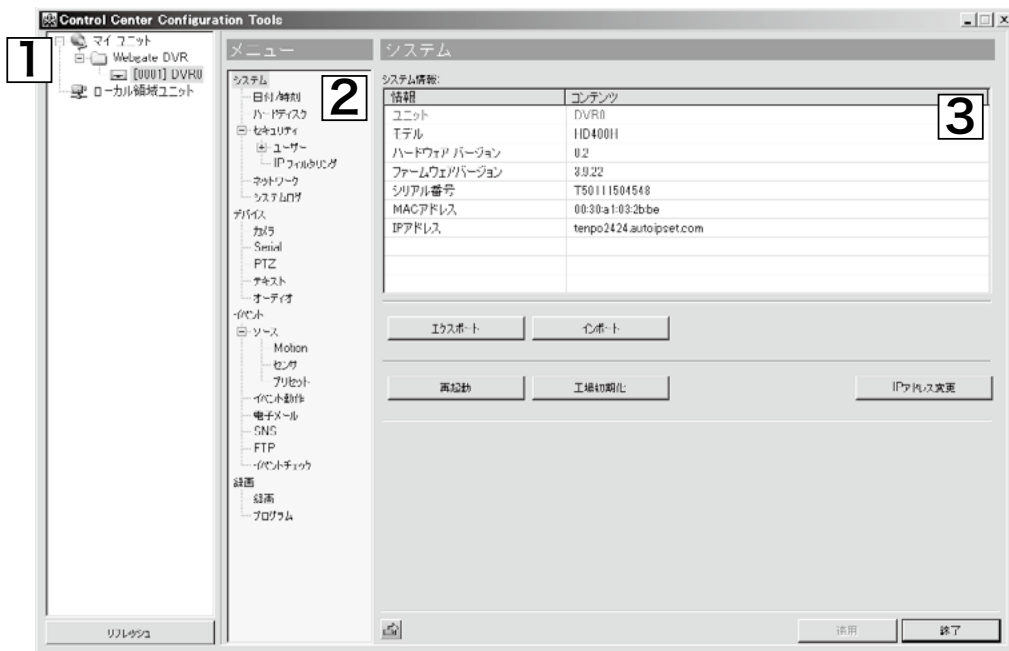 Control Center Configuration Tools
1
マイ ユニット
Webgate DVR
[0001] DVR0
ローカル領域ユニット
リフレッシュ
メニュー
2
システム
日付/時刻
ハードディスク
セキュリティ
ユーザー
IPフィルタリング
ネットワーク
システムログ
デバイス
カメラ
Serial
PTZ
テキスト
オーディオ
イベント
ソース
Motion
センサ
プリセット
イベント動作
電子メール
SNS
FTP
イベントチェック
録画
録画
プログラム
システム
システム情報:
3
情報 コンテンツ
ユニット DVR0
モデル HD400H
ハードウェア バージョン 0.2
ファームウェアバージョン 3.9.22
シリアル番号 T50111504548
MACアドレス 00:30:a1:03:2b:be
IPアドレス tenpo2424.autoipset.com
エクスポート インポート
再起動 工場初期化 IPアドレス変更
適用 終了